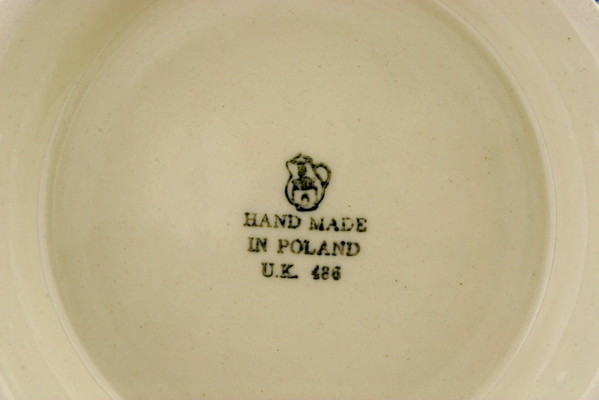 HAND MADE
IN POLAND
U.K. 486